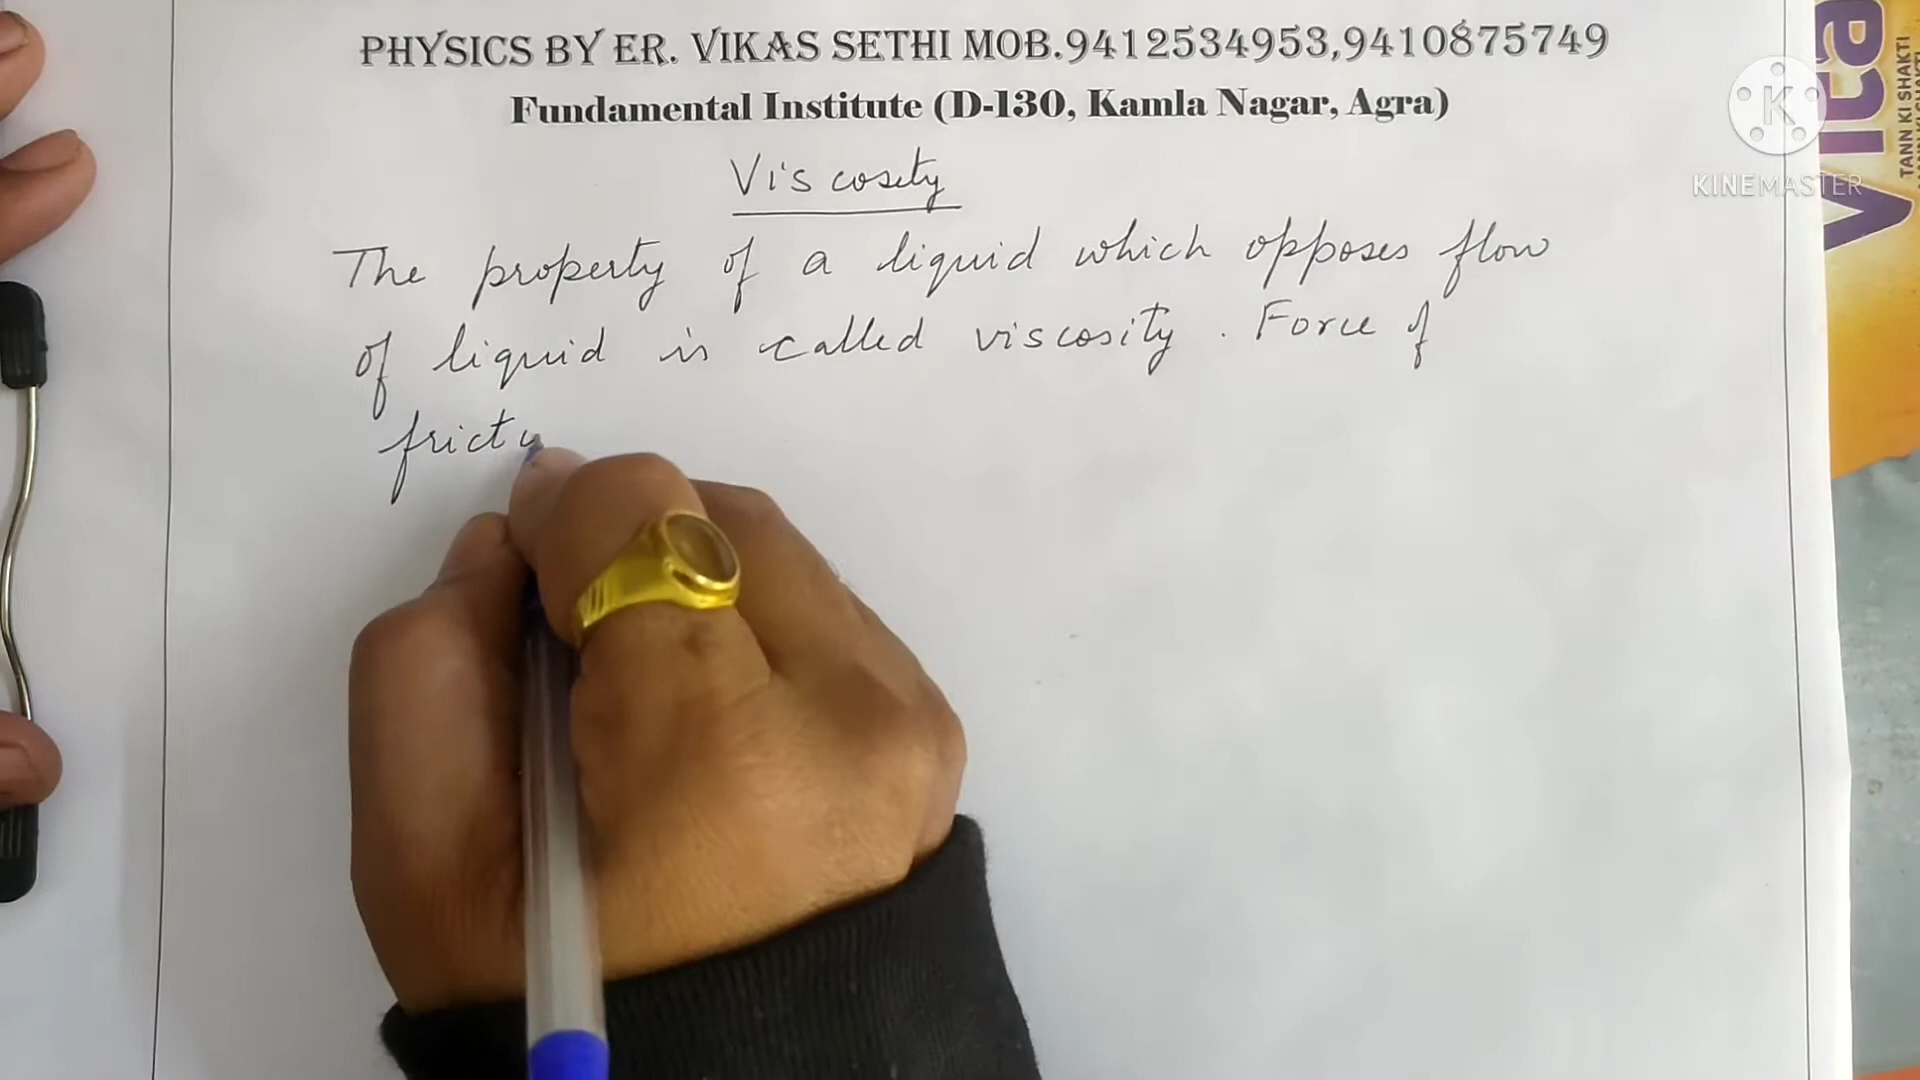 PHYSICS BY ER. VIKAS SETHI MOB.9412534953,9410875749
Fundamental Institute (D-130, Kamla Nagar, Agra)
Viscosity
The property of a liquid which opposes flow
of liquid is called viscosity. Force of
KINEMASTER
Vita
TANN KI SHAKTI